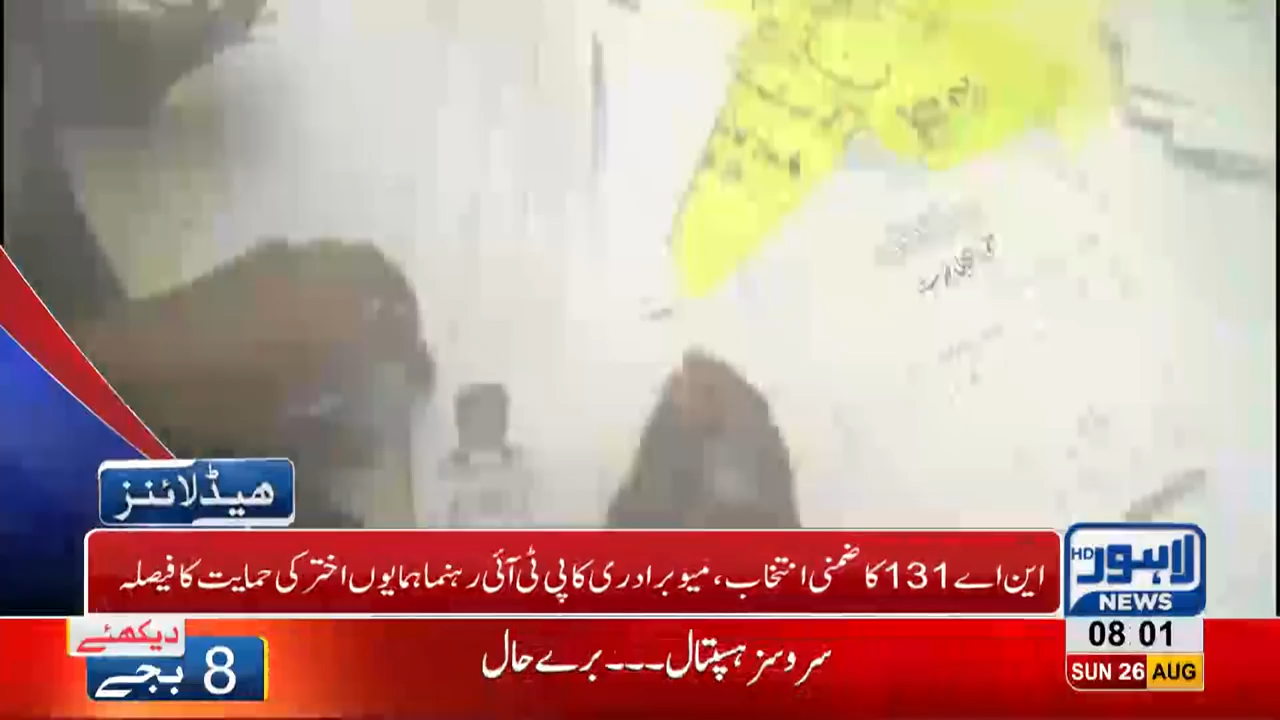 ھیڈلائنز
این اے 131 کا ضمنی انتخاب، میو برادری کا پی ٹی آئی رہنما ہمایوں اختر کی حمایت کا فیصلہ
HD لاہور
NEWS
08 01
SUN 26 AUG
دیکھئے
8 بجے
سروسز ہسپتال۔۔۔ برے حال